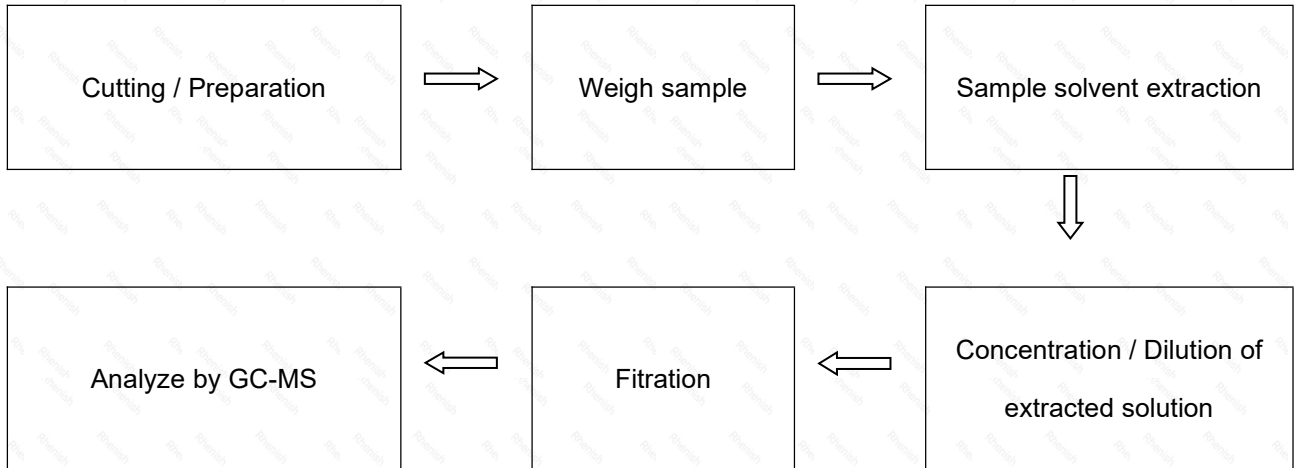 Cutting / Preparation
Weigh sample
Sample solvent extraction
Concentration / Dilution of
extracted solution
Fitration
Analyze by GC-MS